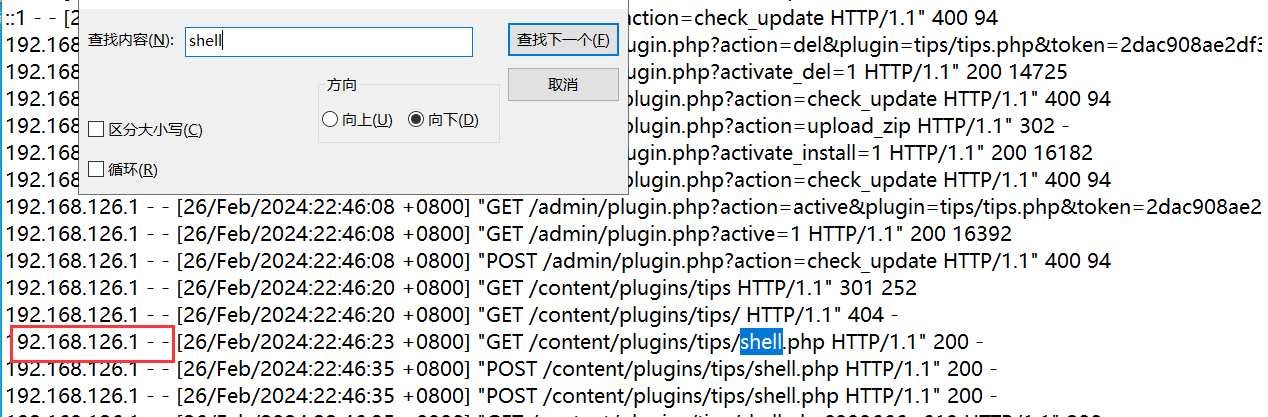 ::1 - - [2
action=check_update HTTP/1.1" 400 94
查找内容(N):
shell
查找下一个(F)
192.168
ugin.php?action=del&plugin=tips/tips.php&token=2dac908ae2df3
192.168
ugin.php?activate_del=1 HTTP/1.1" 200 14725
取消
方向
192.168
ugin.php?action=check_update HTTP/1.1" 400 94
向上(U)
向下(D)
192.168
ugin.php?action=upload_zip HTTP/1.1" 302 -
区分大小写(C)
192.168
ugin.php?activate_install=1 HTTP/1.1" 200 16182
循环(R)
192.168
ugin.php?action=check_update HTTP/1.1" 400 94
192.168.126.1 - - [26/Feb/2024:22:46:08 +0800] "GET /admin/plugin.php?action=active&plugin=tips/tips.php&token=2dac908ae2
192.168.126.1 - - [26/Feb/2024:22:46:08 +0800] "GET /admin/plugin.php?active=1 HTTP/1.1" 200 16392
192.168.126.1 - - [26/Feb/2024:22:46:08 +0800] "POST /admin/plugin.php?action=check_update HTTP/1.1" 400 94
192.168.126.1 - - [26/Feb/2024:22:46:20 +0800] "GET /content/plugins/tips HTTP/1.1" 301 252
192.168.126.1 - - [26/Feb/2024:22:46:20 +0800] "GET /content/plugins/tips/ HTTP/1.1" 404 -
192.168.126.1 - - [26/Feb/2024:22:46:23 +0800] "GET /content/plugins/tips/shell.php HTTP/1.1" 200 -
192.168.126.1 - - [26/Feb/2024:22:46:35 +0800] "POST /content/plugins/tips/shell.php HTTP/1.1" 200 -
192.168.126.1 - - [26/Feb/2024:22:46:35 +0800] "POST /content/plugins/tips/shell.php HTTP/1.1" 200 -